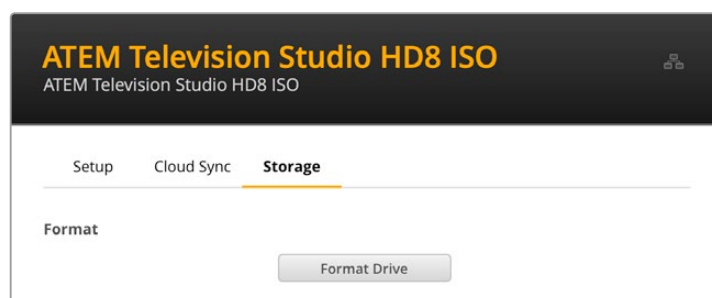 ATEM Television Studio HD8 ISO
ATEM Television Studio HD8 ISO
Setup Cloud Sync Storage
Format
Format Drive